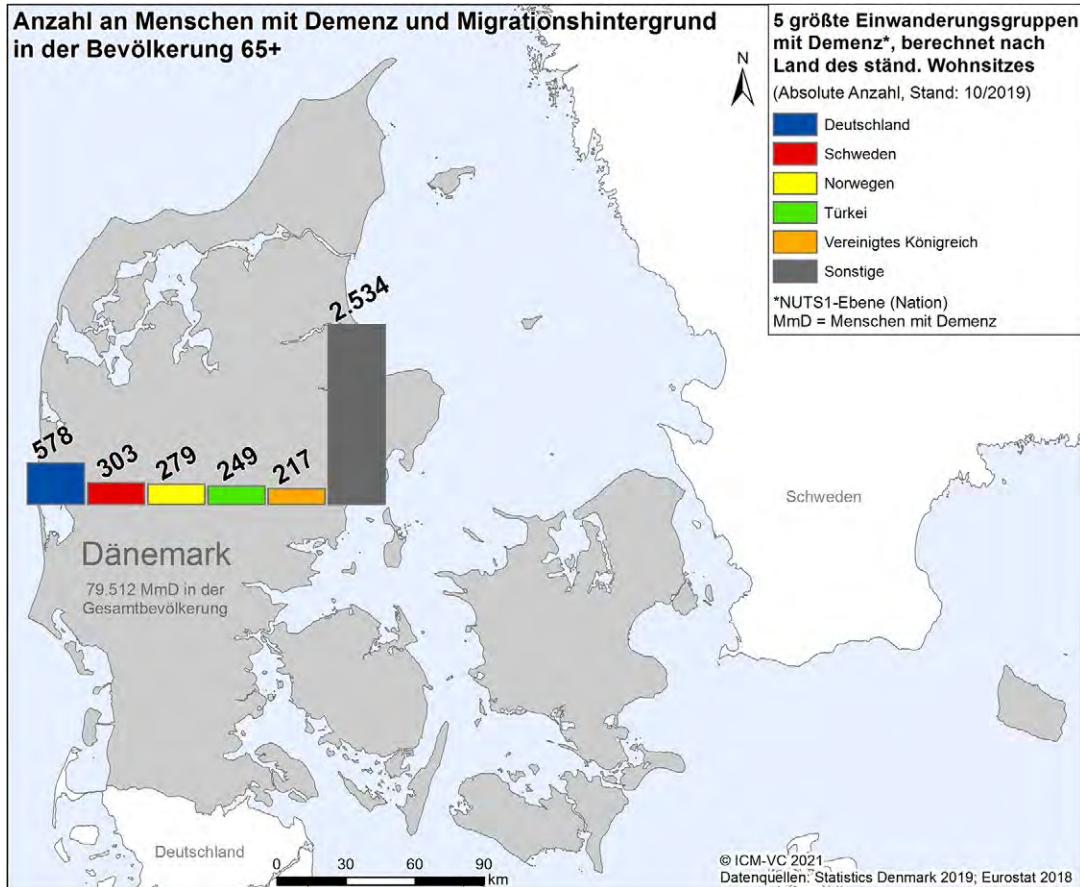 Anzahl an Menschen mit Demenz und Migrationshintergrund
in der Bevölkerung 65+
N
5 größte Einwanderungsgruppen
mit Demenz*, berechnet nach
Land des ständ. Wohnsitzes
(Absolute Anzahl, Stand: 10/2019)
Deutschland
Schweden
Norwegen
Türkei
Vereinigtes Königreich
Sonstige
*NUTS1-Ebene (Nation)
MmD = Menschen mit Demenz
578
303
279
249
217
2.534
Schweden
Dänemark
79.512 MmD in der
Gesamtbevölkerung
Deutschland
0 30 60 90
km
© ICM-VC 2021
Datenquellen: Statistics Denmark 2019; Eurostat 2018